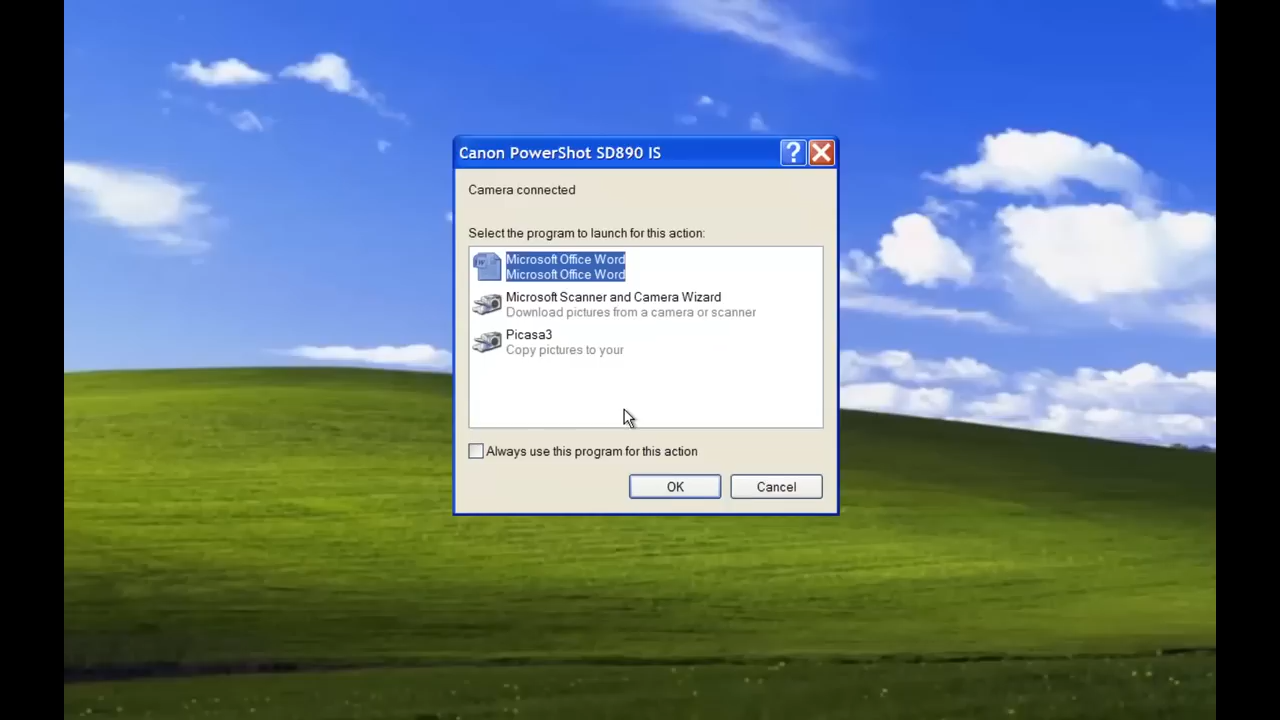 Canon PowerShot SD890 IS
Camera connected
Select the program to launch for this action:
Microsoft Office Word
Microsoft Office Word
Microsoft Scanner and Camera Wizard
Download pictures from a camera or scanner
Picasa3
Copy pictures to your
Always use this program for this action
OK
Cancel